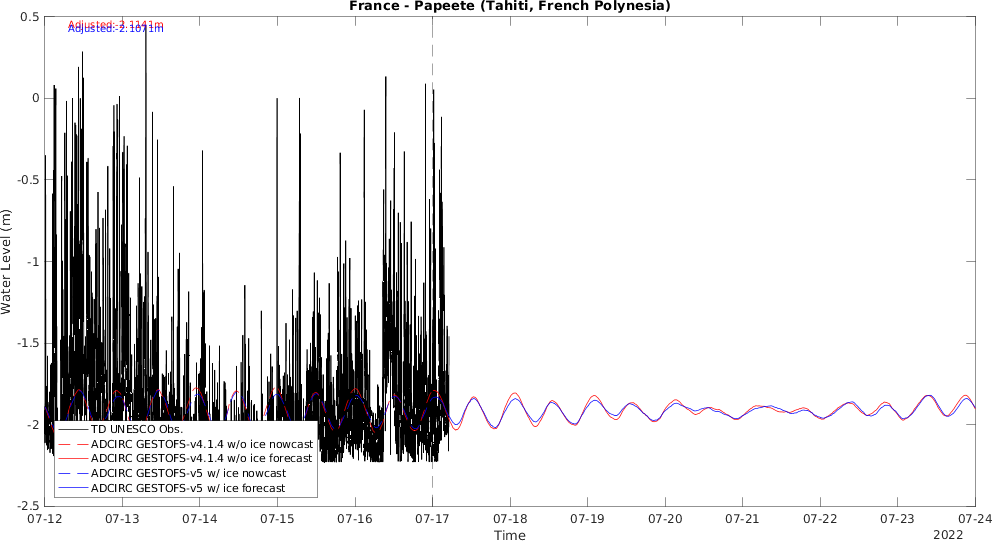 France - Papeete (Tahiti, French Polynesia)
Adjusted:-2.1141m
Adjusted:-2.1071m
Water Level (m)
0.5
0
-0.5
-1
-1.5
-2
-2.5
TD UNESCO Obs.
ADCIRC GESTOFS-v4.1.4 w/o ice nowcast
ADCIRC GESTOFS-v4.1.4 w/o ice forecast
ADCIRC GESTOFS-v5 w/ ice nowcast
ADCIRC GESTOFS-v5 w/ ice forecast
07-12 07-13 07-14 07-15 07-16 07-17 07-18 07-19 07-20 07-21 07-22 07-23 07-24
Time
2022